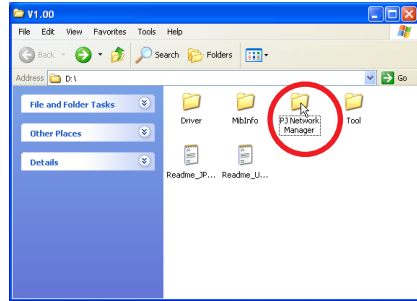 V1.00
File Edit View Favorites Tools Help
Back Search Folders
Address D:\ Go
File and Folder Tasks
Other Places
Details
Driver MibInfo PJ Network Manager Tool
Readme_JP... Readme_U...